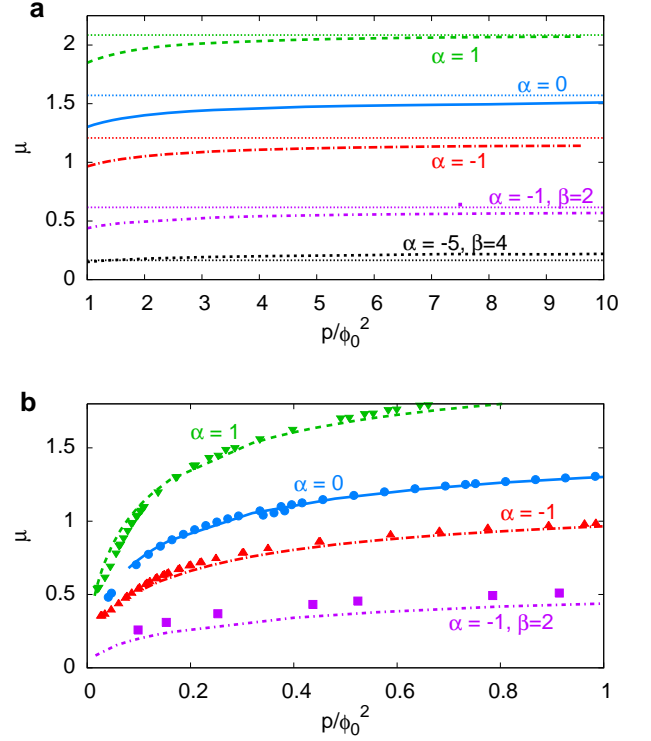 a
2
1.5
1
0.5
0
μ
α = 1
α = 0
α = -1
α = -1, β=2
α = -5, β=4
1 2 3 4 5 6 7 8 9 10
p/ϕ₀²
b
1.5
1
0.5
0
μ
α = 1
α = 0
α = -1
α = -1, β=2
0 0.2 0.4 0.6 0.8 1
p/ϕ₀²